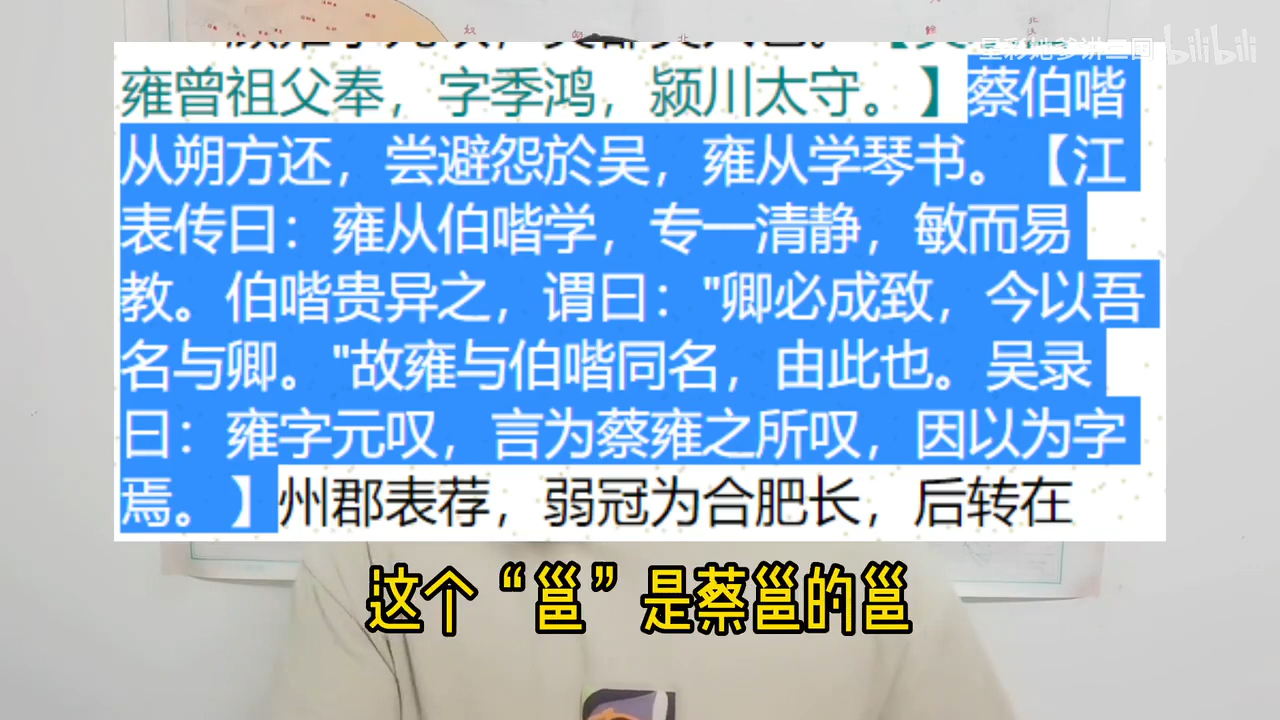 雍曾祖父奉，字季鸿，颍川太守。】蔡伯喈
从朔方还，尝避怨於吴，雍从学琴书。【江
表传曰：雍从伯喈学，专一清静，敏而易
教。伯喈贵异之，谓曰："卿必成致，今以吾
名与卿。"故雍与伯喈同名，由此也。吴录
曰：雍字元叹，言为蔡雍之所叹，因以为字
焉。】州郡表荐，弱冠为合肥长，后转在
这个“邕”是蔡邕的邕
bilibili